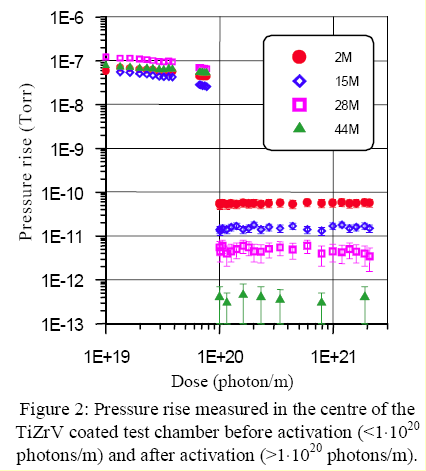 1E-6
1E-7
1E-8
1E-9
1E-10
1E-11
1E-12
1E-13
Pressure rise (Torr)
2M
15M
28M
44M
1E+19 1E+20 1E+21
Dose (photon/m)
Figure 2: Pressure rise measured in the centre of the
TiZrV coated test chamber before activation (<1·10²⁰
photons/m) and after activation (>1·10²⁰ photons/m).